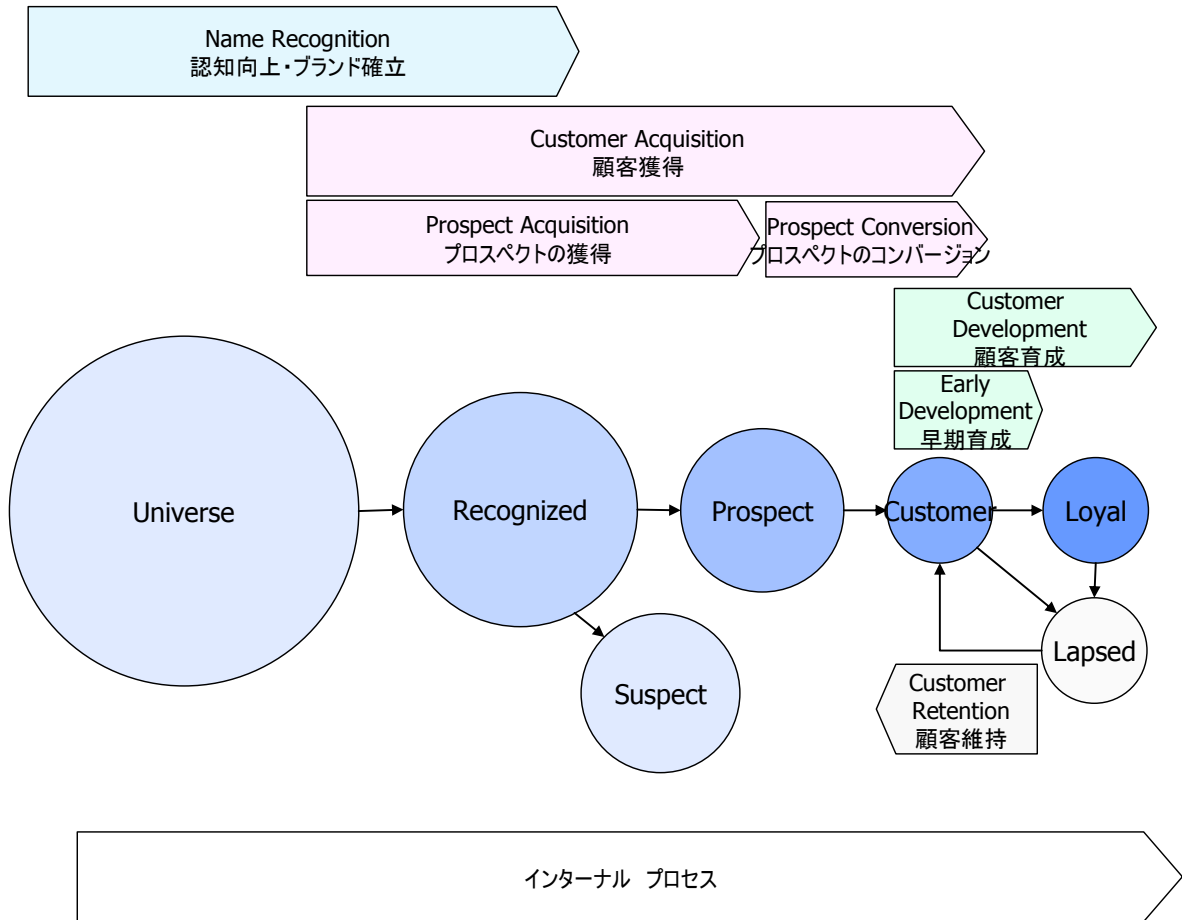 Name Recognition
認知向上・ブランド確立
Customer Acquisition
顧客獲得
Prospect Acquisition
プロスペクトの獲得
Prospect Conversion
プロスペクトのコンバージョン
Customer
Development
顧客育成
Early
Development
早期育成
Universe
Recognized
Prospect
Customer
Loyal
Suspect
Lapsed
Customer
Retention
顧客維持
インターナル プロセス